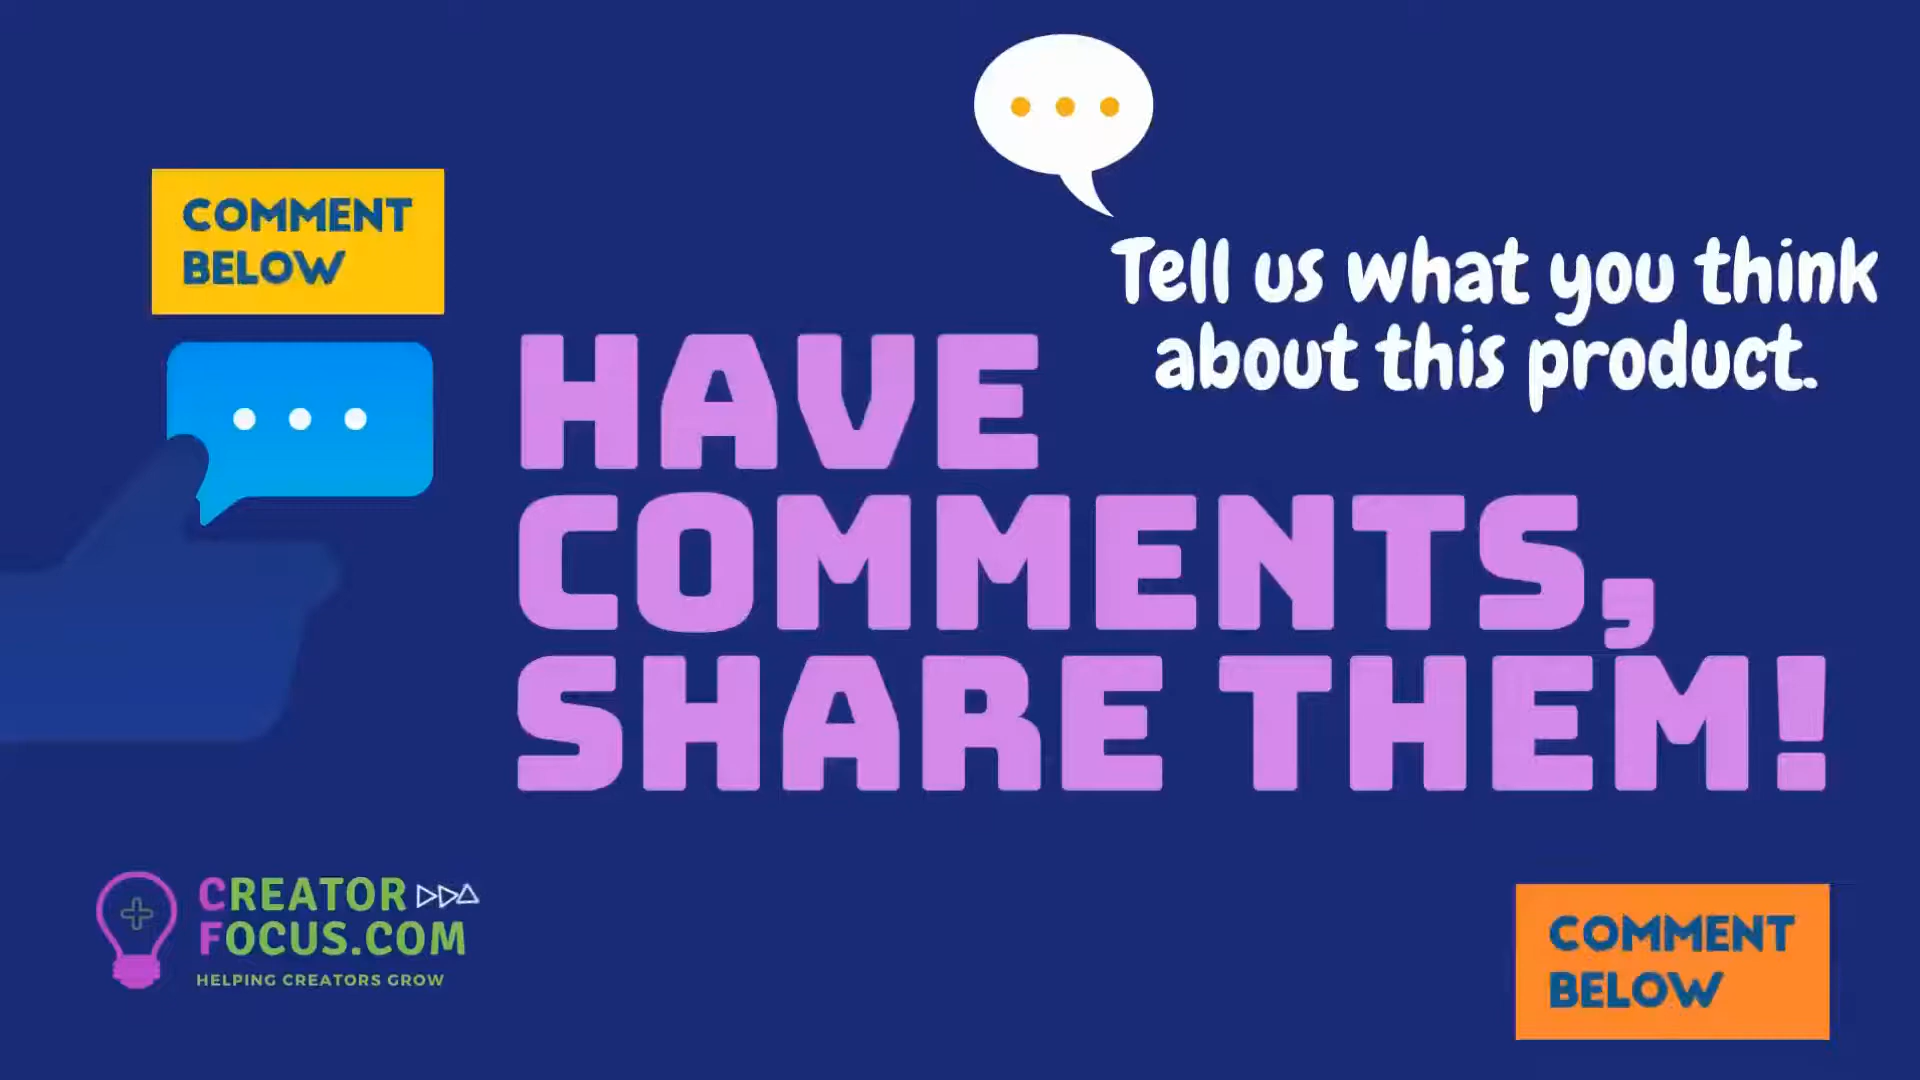 COMMENT
BELOW
Tell us what you think
about this product.
HAVE
COMMENTS,
SHARE THEM!
CREATOR
FOCUS.COM
HELPING CREATORS GROW
COMMENT
BELOW